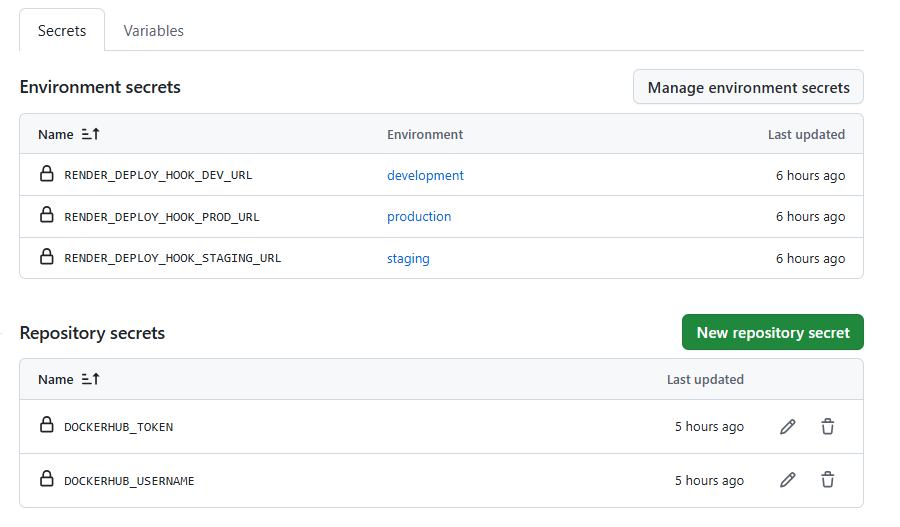 Secrets Variables
Environment secrets Manage environment secrets
Name Environment Last updated
RENDER_DEPLOY_HOOK_DEV_URL development 6 hours ago
RENDER_DEPLOY_HOOK_PROD_URL production 6 hours ago
RENDER_DEPLOY_HOOK_STAGING_URL staging 6 hours ago
Repository secrets New repository secret
Name Last updated
DOCKERHUB_TOKEN 5 hours ago
DOCKERHUB_USERNAME 5 hours ago